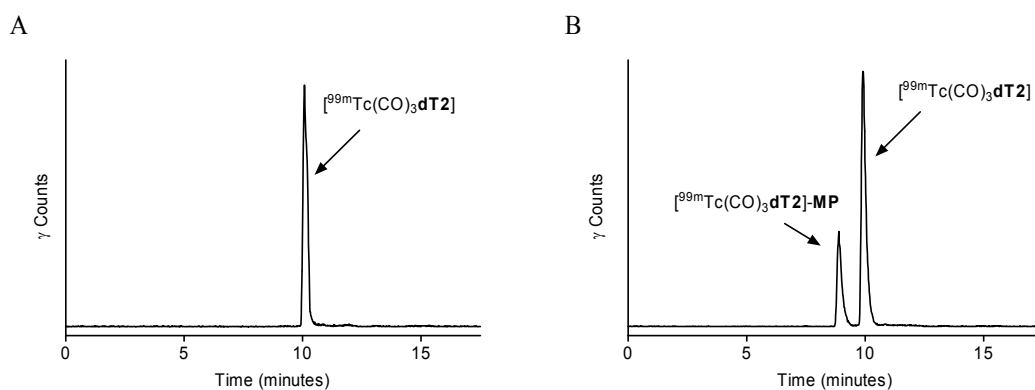 A
B
γ Counts
[⁹⁹ᵐTc(CO)₃dT2]
0 5 10 15
Time (minutes)
γ Counts
[⁹⁹ᵐTc(CO)₃dT2]
[⁹⁹ᵐTc(CO)₃dT2]-MP
0 5 10 15
Time (minutes)